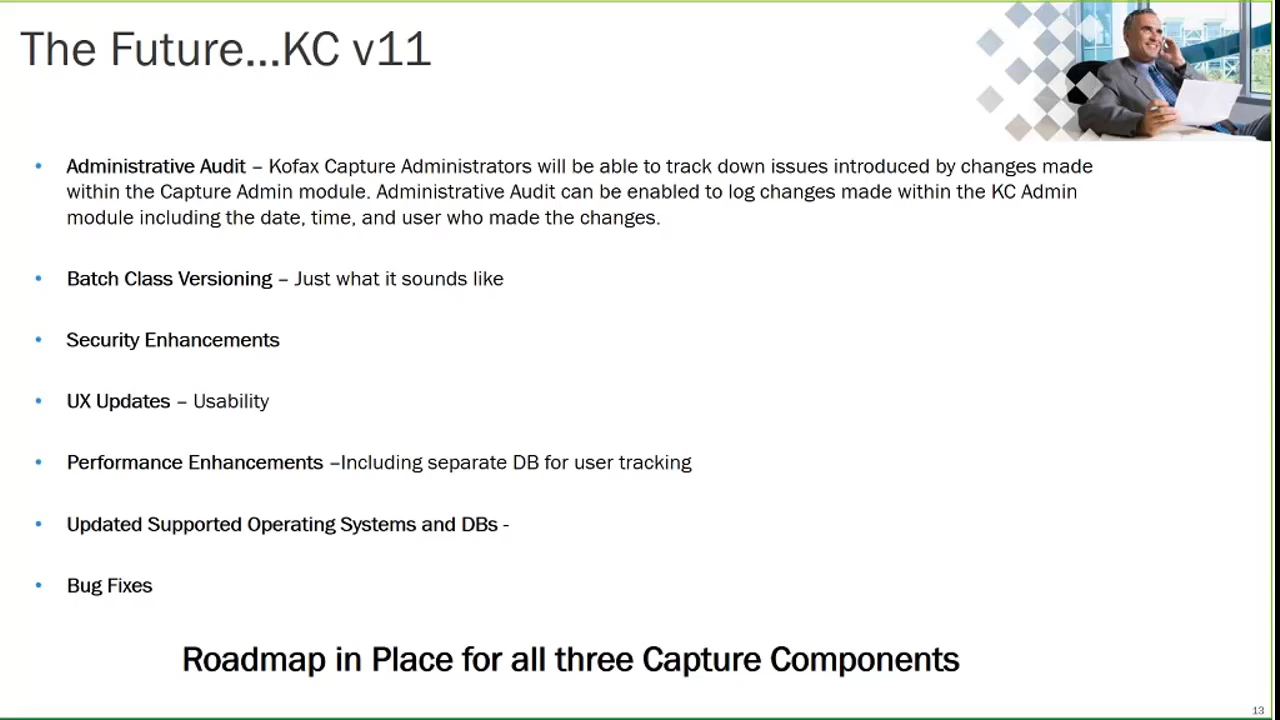 The Future...KC v11
• Administrative Audit – Kofax Capture Administrators will be able to track down issues introduced by changes made
within the Capture Admin module. Administrative Audit can be enabled to log changes made within the KC Admin
module including the date, time, and user who made the changes.
• Batch Class Versioning – Just what it sounds like
• Security Enhancements
• UX Updates – Usability
• Performance Enhancements –Including separate DB for user tracking
• Updated Supported Operating Systems and DBs -
• Bug Fixes
Roadmap in Place for all three Capture Components
13